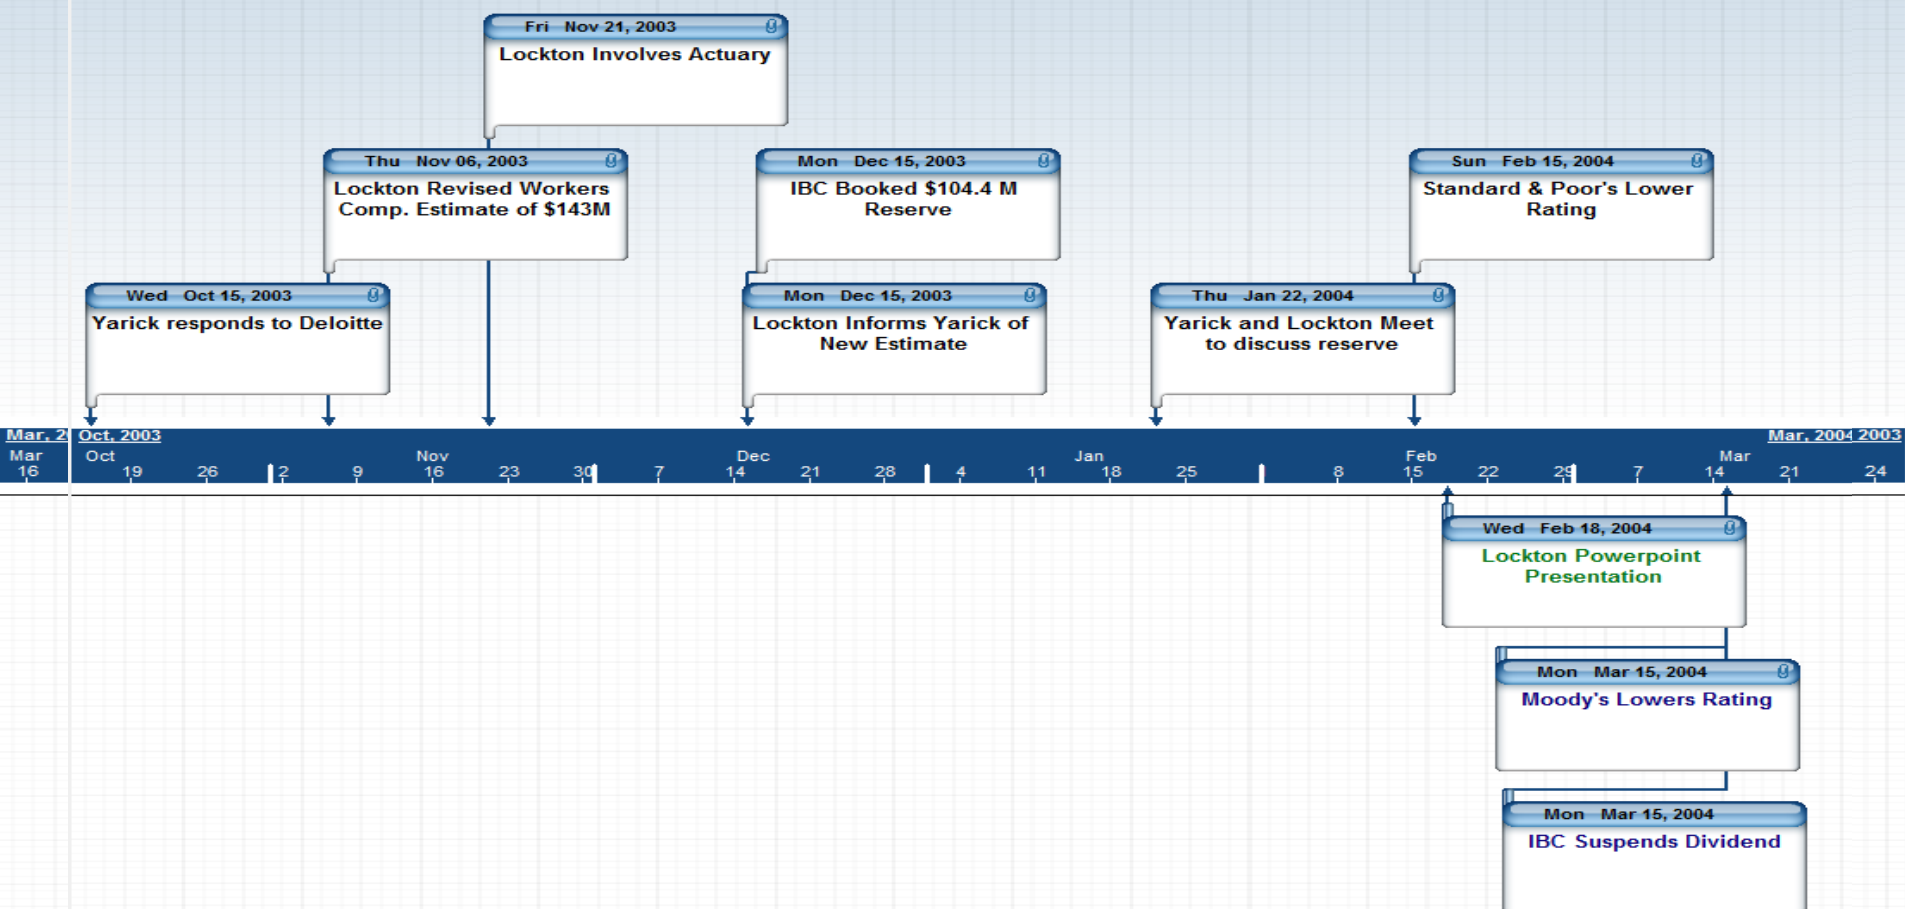 Fri Nov 21, 2003
Lockton Involves Actuary
Thu Nov 06, 2003
Lockton Revised Workers
Comp. Estimate of $143M
Mon Dec 15, 2003
IBC Booked $104.4 M
Reserve
Sun Feb 15, 2004
Standard & Poor's Lower
Rating
Wed Oct 15, 2003
Yarick responds to Deloitte
Mon Dec 15, 2003
Lockton Informs Yarick of
New Estimate
Thu Jan 22, 2004
Yarick and Lockton Meet
to discuss reserve
Mar, 2 Oct, 2003 Mar, 2004 2003
Mar Oct Nov Dec Jan Feb Mar
16 19 26 2 9 16 23 30 7 14 21 28 4 11 18 25 8 15 22 29 7 14 21 24
Wed Feb 18, 2004
Lockton Powerpoint
Presentation
Mon Mar 15, 2004
Moody's Lowers Rating
Mon Mar 15, 2004
IBC Suspends Dividend